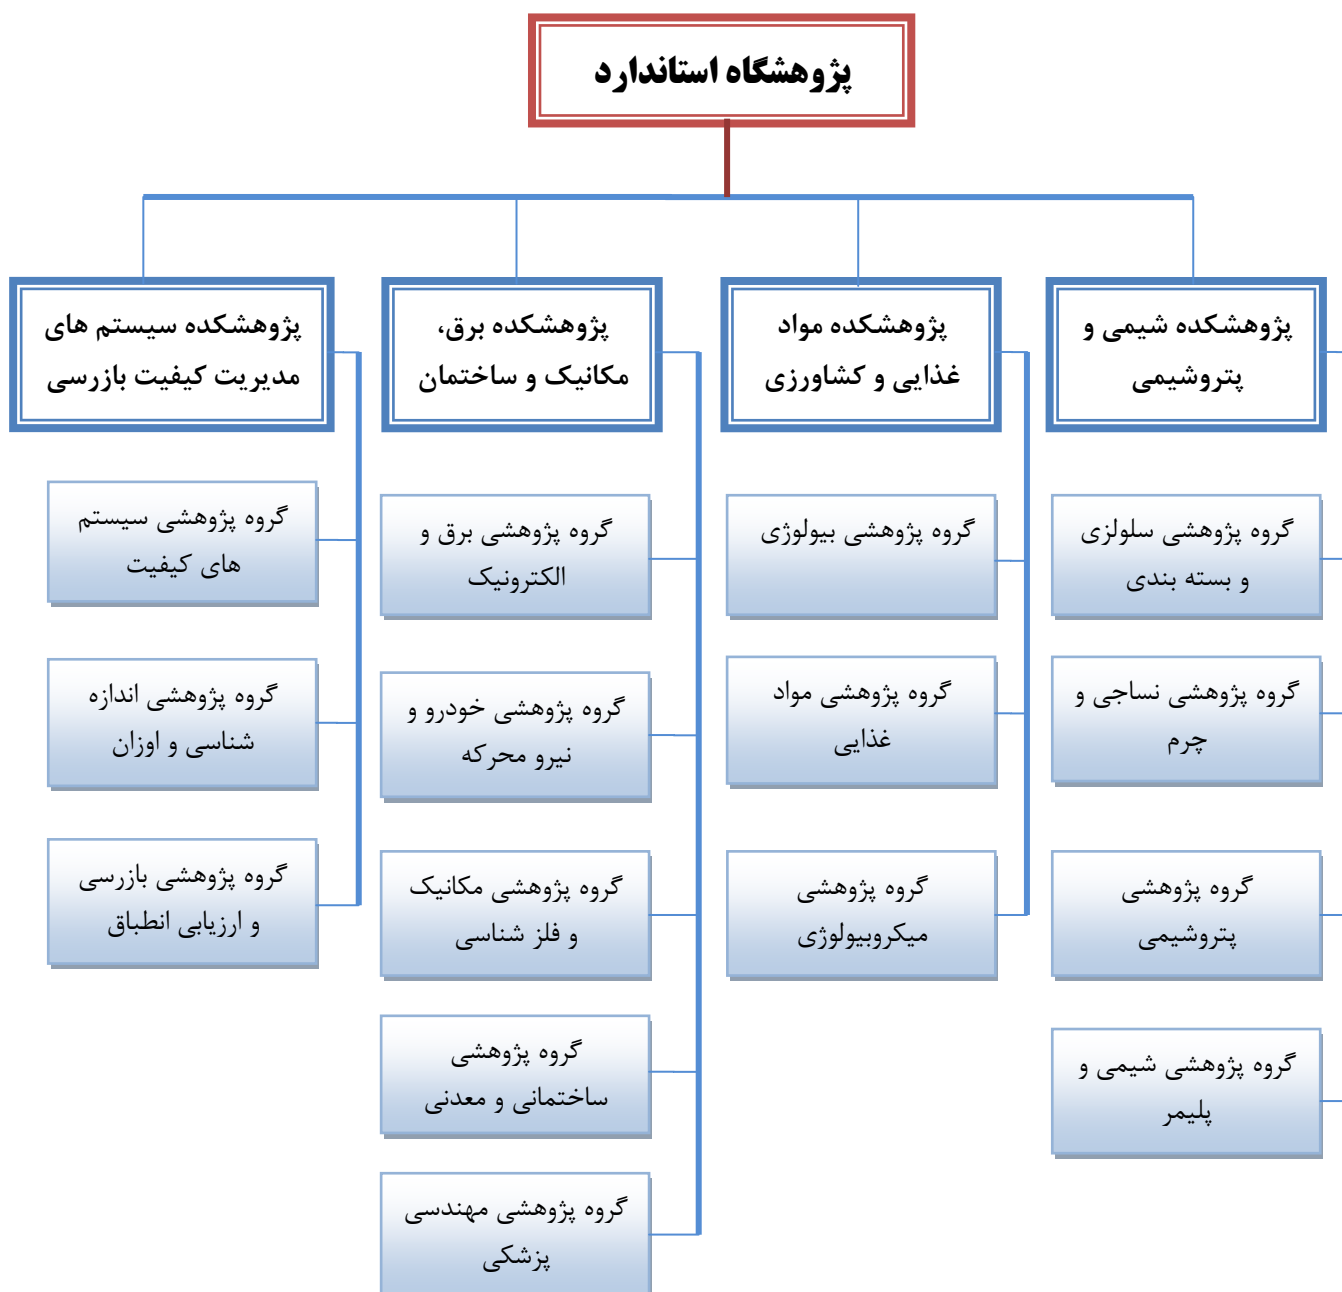 پژوهشگاه استاندارد
پژوهشکده شیمی و
پتروشیمی
گروه پژوهشی سلولزی
و بسته بندی
گروه پژوهشی نساجی و
چرم
گروه پژوهشی
پتروشیمی
گروه پژوهشی شیمی و
پلیمر
پژوهشکده مواد
غذایی و کشاورزی
گروه پژوهشی بیولوژی
گروه پژوهشی مواد
غذایی
گروه پژوهشی
میکروبیولوژی
پژوهشکده برق،
مکانیک و ساختمان
گروه پژوهشی برق و
الکترونیک
گروه پژوهشی خودرو و
نیرو محرکه
گروه پژوهشی مکانیک
و فلز شناسی
گروه پژوهشی
ساختمانی و معدنی
گروه پژوهشی مهندسی
پزشکی
پژوهشکده سیستم های
مدیریت کیفیت بازرسی
گروه پژوهشی سیستم
های کیفیت
گروه پژوهشی اندازه
شناسی و اوزان
گروه پژوهشی بازرسی
و ارزیابی انطباق